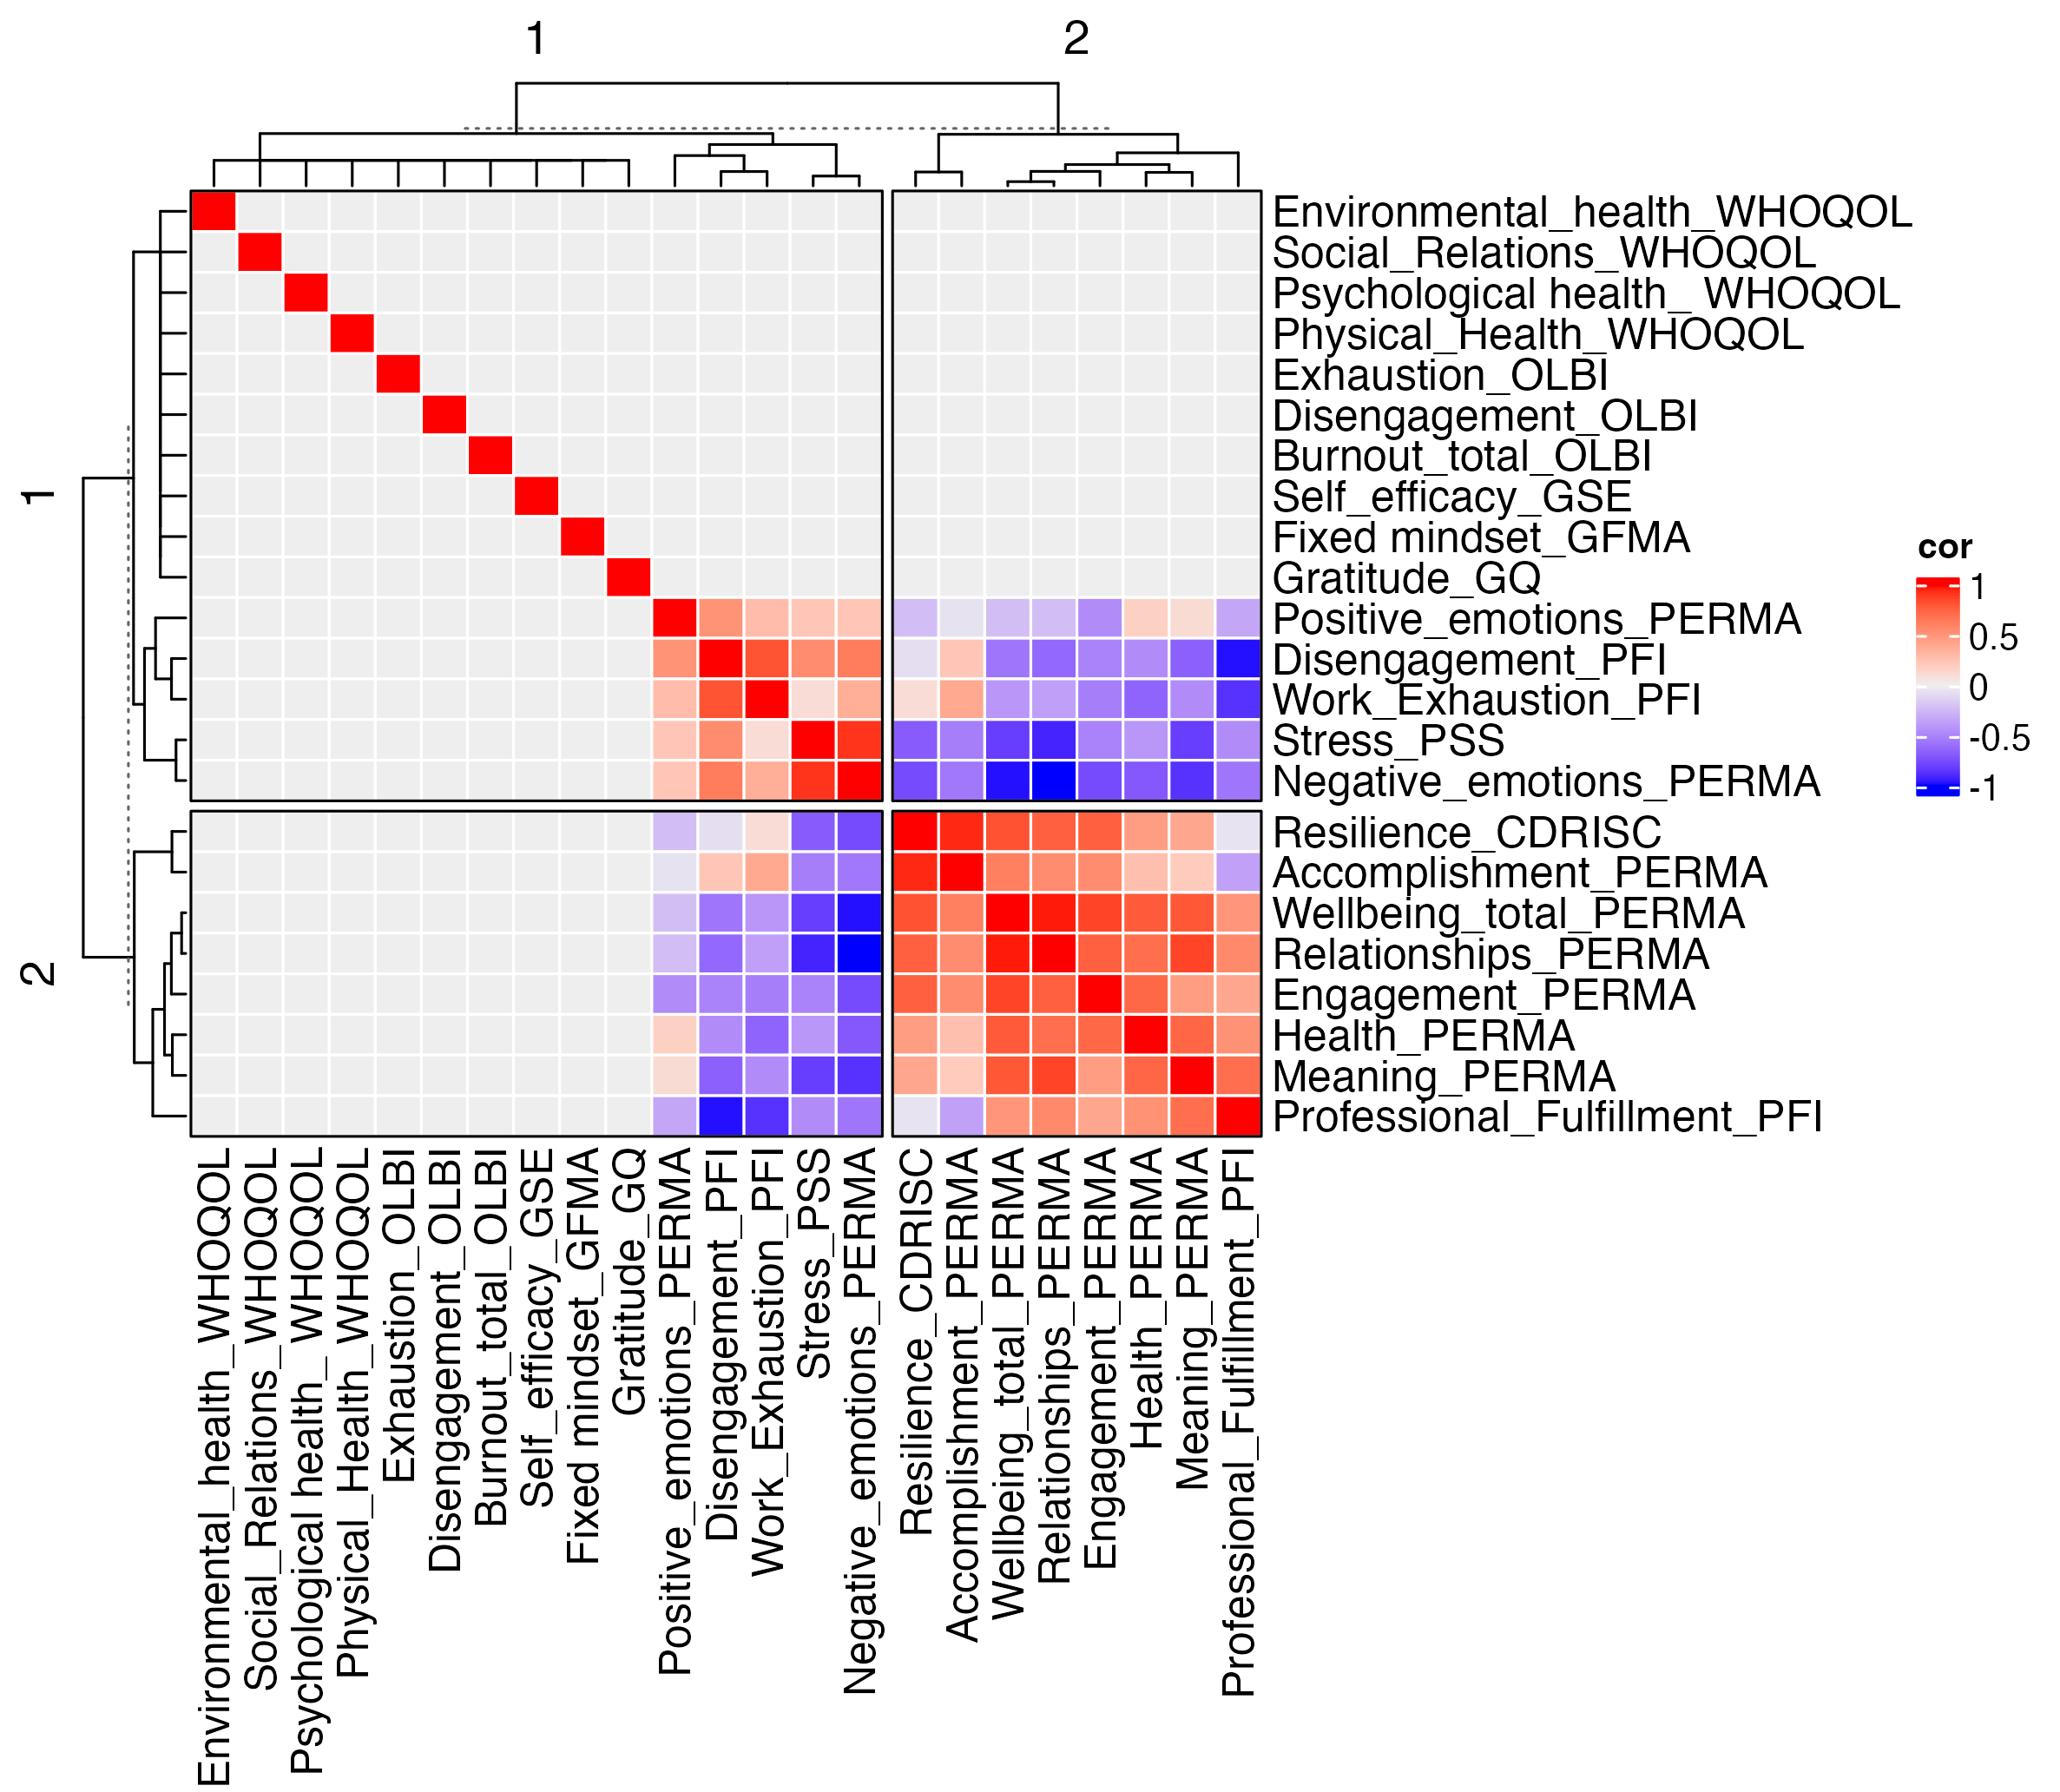 1
2
1
2
Environmental_health_WHOQOL
Social_Relations_WHOQOL
Psychological health_ WHOQOL
Physical_Health_WHOQOL
Exhaustion_OLBI
Disengagement_OLBI
Burnout_total_OLBI
Self_efficacy_GSE
Fixed mindset_GFMA
Gratitude_GQ
Positive_emotions_PERMA
Disengagement_PFI
Work_Exhaustion_PFI
Stress_PSS
Negative_emotions_PERMA
Resilience_CDRISC
Accomplishment_PERMA
Wellbeing_total_PERMA
Relationships_PERMA
Engagement_PERMA
Health_PERMA
Meaning_PERMA
Professional_Fulfillment_PFI
cor
1
0.5
0
-0.5
-1
Environmental_health_WHOQOL
Social_Relations_WHOQOL
Psychological health_ WHOQOL
Physical_Health_WHOQOL
Exhaustion_OLBI
Disengagement_OLBI
Burnout_total_OLBI
Self_efficacy_GSE
Fixed mindset_GFMA
Gratitude_GQ
Positive_emotions_PERMA
Disengagement_PFI
Work_Exhaustion_PFI
Stress_PSS
Negative_emotions_PERMA
Resilience_CDRISC
Accomplishment_PERMA
Wellbeing_total_PERMA
Relationships_PERMA
Engagement_PERMA
Health_PERMA
Meaning_PERMA
Professional_Fulfillment_PFI